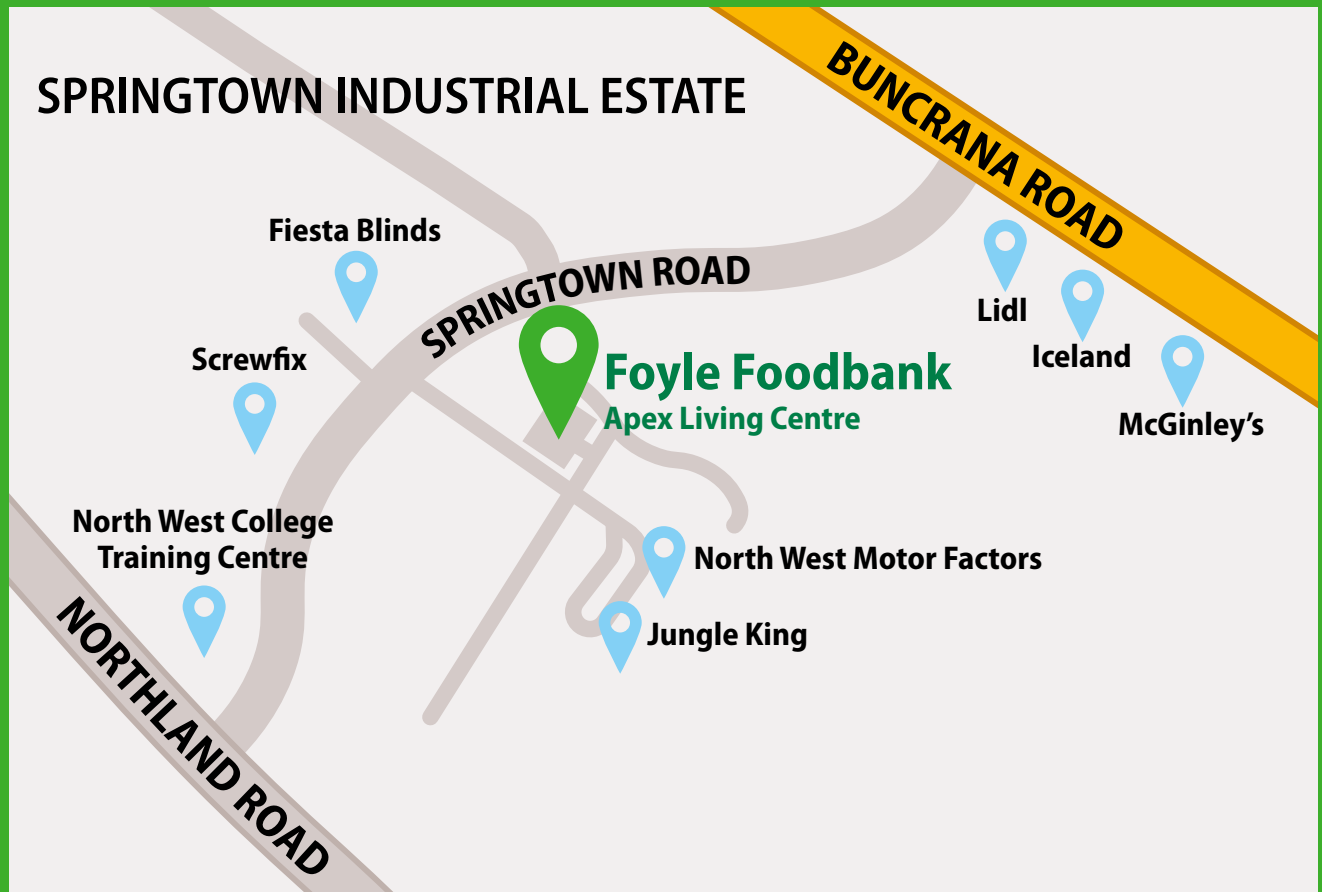 SPRINGTOWN INDUSTRIAL ESTATE
BUNCRANA ROAD
Fiesta Blinds
SPRINGTOWN ROAD
Lidl
Screwfix
Iceland
Foyle Foodbank
Apex Living Centre
McGinley’s
North West College
Training Centre
North West Motor Factors
Jungle King
NORTHLAND ROAD